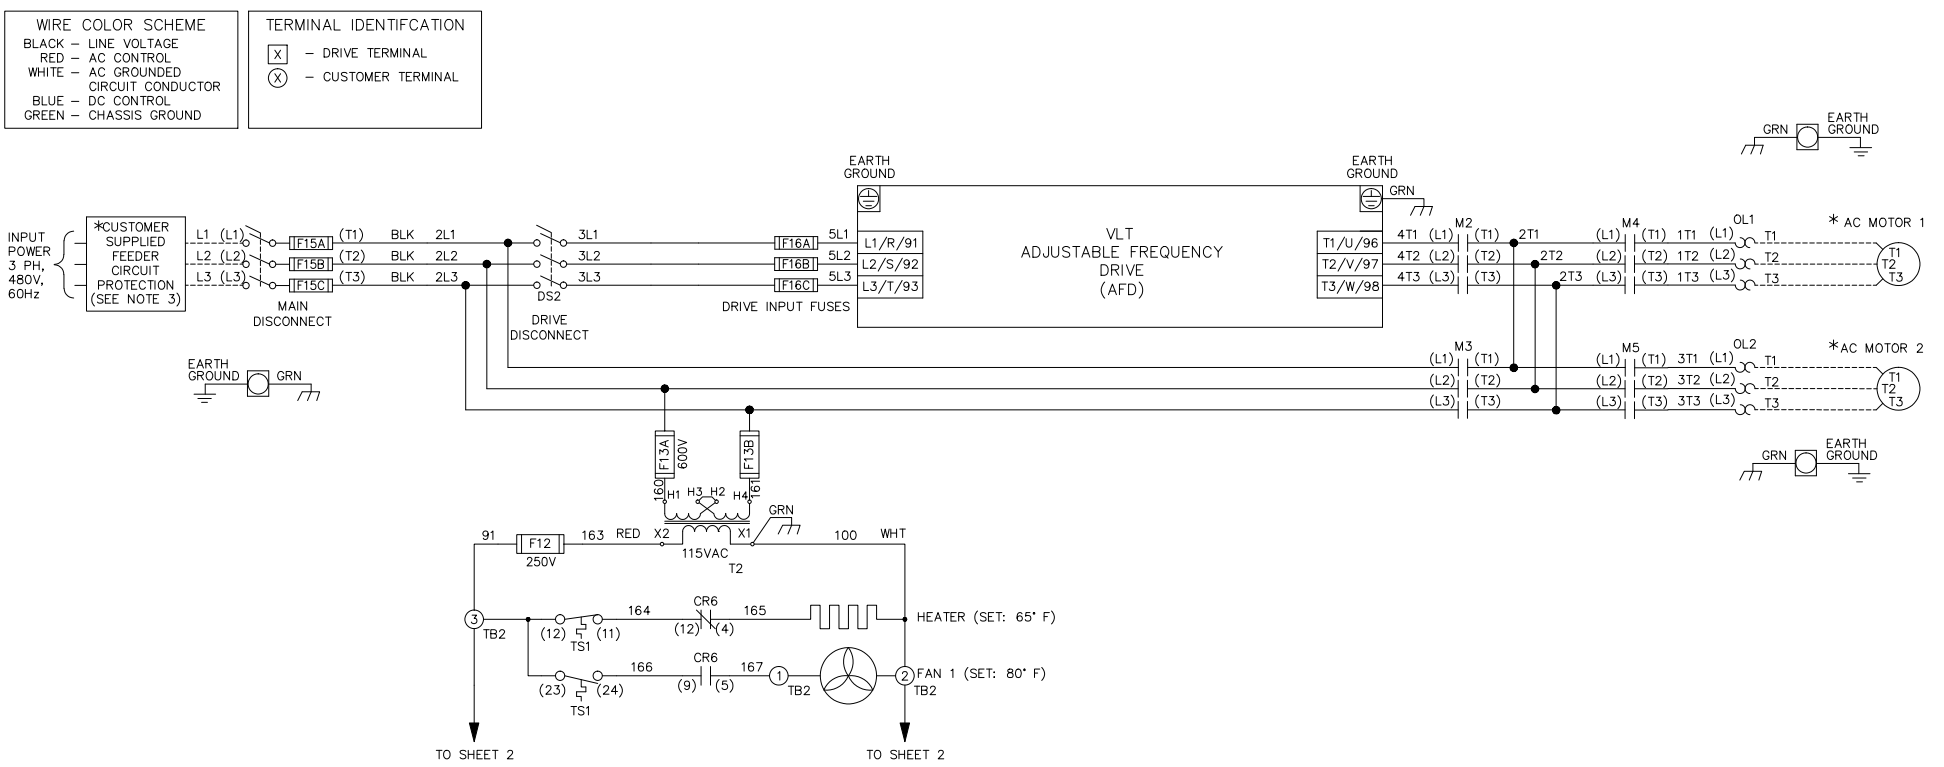 WIRE COLOR SCHEME
BLACK – LINE VOLTAGE
RED – AC CONTROL
WHITE – AC GROUNDED
CIRCUIT CONDUCTOR
BLUE – DC CONTROL
GREEN – CHASSIS GROUND
TERMINAL IDENTIFCATION
X – DRIVE TERMINAL
X – CUSTOMER TERMINAL
GRN
EARTH
GROUND
EARTH
GROUND
EARTH
GROUND
GRN
INPUT
POWER
3 PH,
480V,
60Hz
*CUSTOMER
SUPPLIED
FEEDER
CIRCUIT
PROTECTION
(SEE NOTE 3)
L1 (L1) F15A (T1) BLK 2L1 3L1 F16A 5L1 L1/R/91
L2 (L2) F15B (T2) BLK 2L2 3L2 F16B 5L2 L2/S/92
L3 (L3) F15C (T3) BLK 2L3 3L3 F16C 5L3 L3/T/93
MAIN
DISCONNECT
DS2
DRIVE
DISCONNECT
DRIVE INPUT FUSES
VLT
ADJUSTABLE FREQUENCY
DRIVE
(AFD)
M2 M4 OL1 * AC MOTOR 1
T1/U/96 4T1 (L1) (T1) 2T1 (L1) (T1) 1T1 (L1) T1 T1
T2/V/97 4T2 (L2) (T2) 2T2 (L2) (T2) 1T2 (L2) T2 T2
T3/W/98 4T3 (L3) (T3) 2T3 (L3) (T3) 1T3 (L3) T3 T3
M3 M5 OL2 * AC MOTOR 2
(L1) (T1) (L1) (T1) 3T1 (L1) T1 T1
(L2) (T2) (L2) (T2) 3T2 (L2) T2 T2
(L3) (T3) (L3) (T3) 3T3 (L3) T3 T3
EARTH
GROUND
GRN
GRN
EARTH
GROUND
F13A
600V
F13B
160
161
H1 H3 H2 H4
GRN
91 F12 163 RED X2 X1 100 WHT
250V
115VAC
T2
3
TB2
164 CR6 165
(12) (11) (12) (4)
TS1
HEATER (SET: 65° F)
166 CR6 167 1 2 FAN 1 (SET: 80° F)
(23) (24) (9) (5) TB2 TB2
TS1
TO SHEET 2
TO SHEET 2